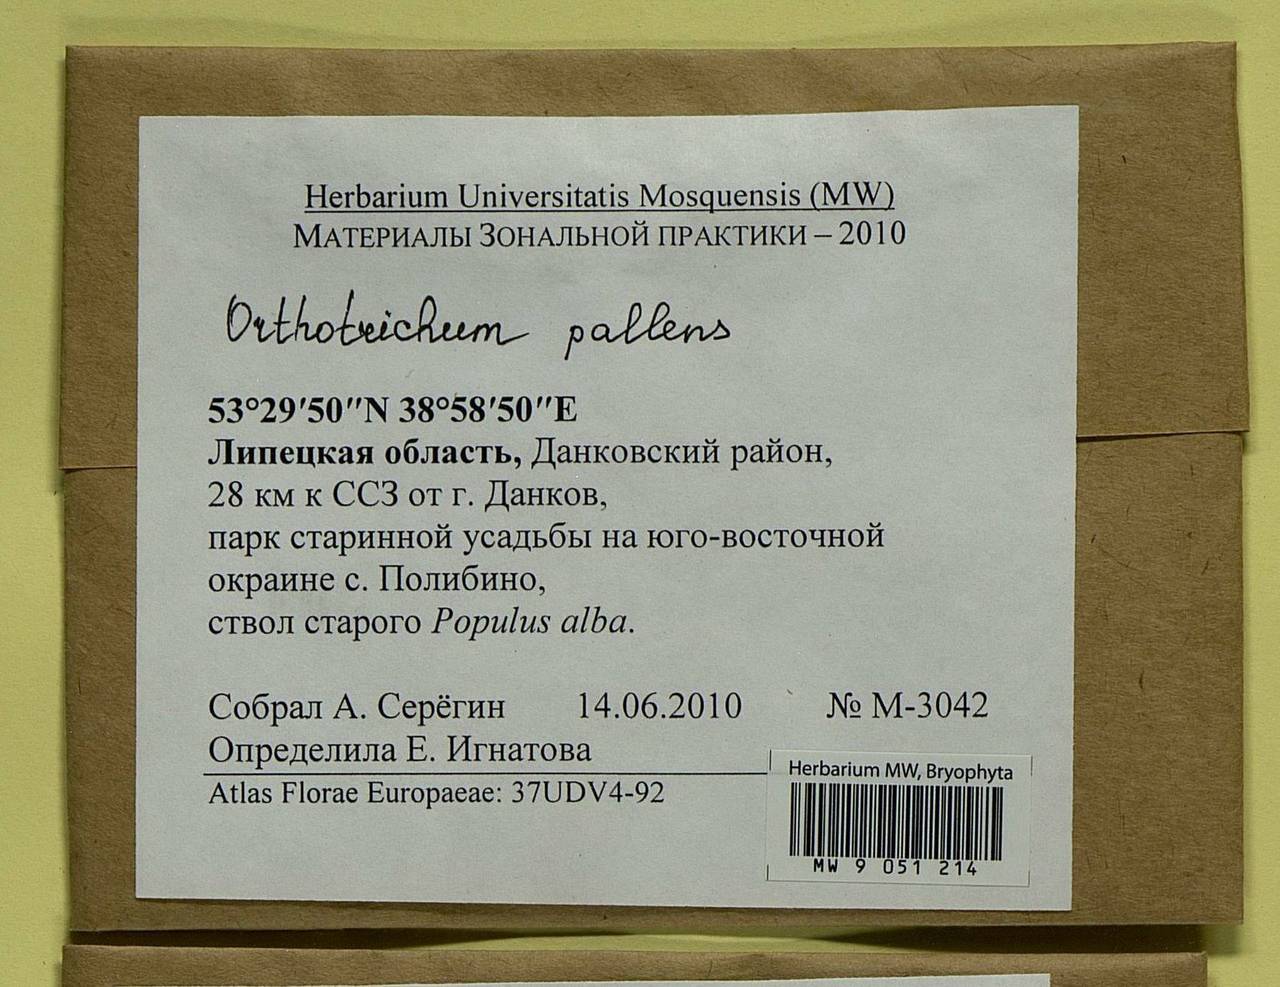 Herbarium Universitatis Mosquensis (MW)
МАТЕРИАЛЫ ЗОНАЛЬНОЙ ПРАКТИКИ – 2010
Orthotrichum pallens
53°29′50″N 38°58′50″E
Липецкая область, Данковский район,
28 км к ССЗ от г. Данков,
парк старинной усадьбы на юго-восточной
окраине с. Полибино,
ствол старого Populus alba.
Собрал А. Серёгин 14.06.2010 № М-3042
Определила Е. Игнатова
Atlas Florae Europaeae: 37UDV4-92
Herbarium MW, Bryophyta
MW 9 051 214